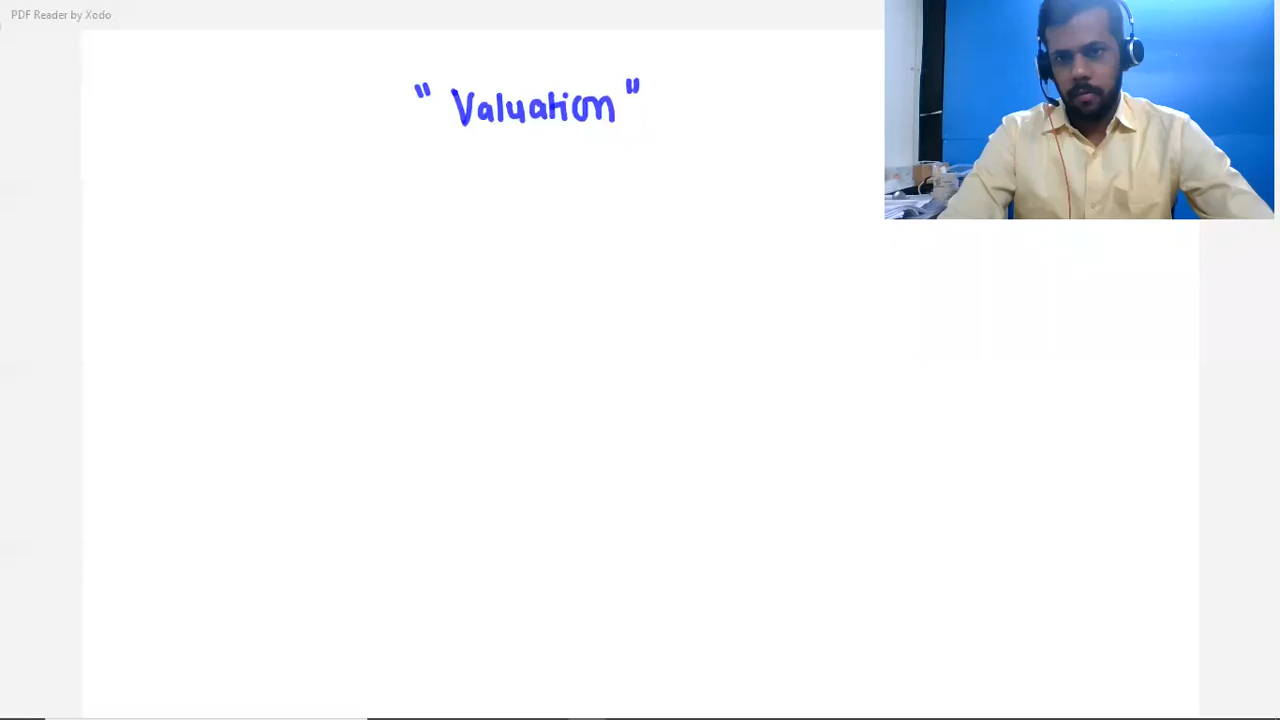 PDF Reader by Xodo
" Valuation "